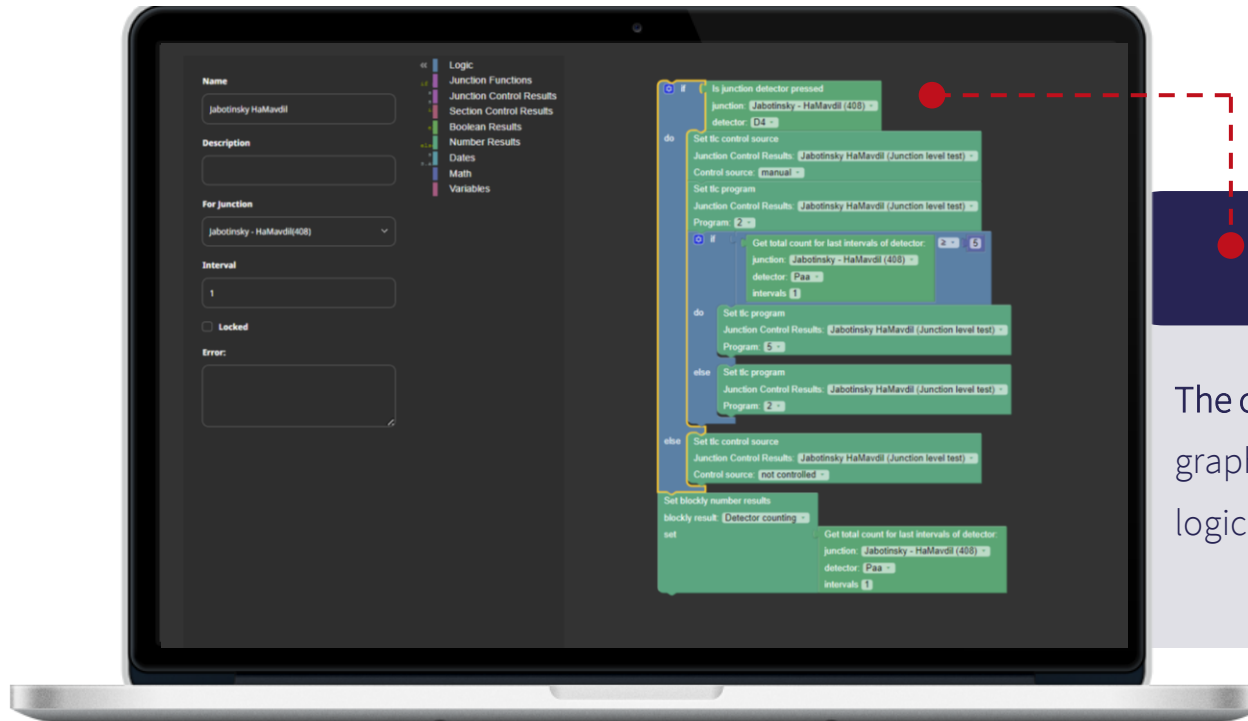 Name
Jabotinsky HaMavdil
Description
For Junction
Jabotinsky - HaMavdil(408)
Interval
1
Locked
Error:
Logic
Junction Functions
Junction Control Results
Section Control Results
Boolean Results
Number Results
Dates
Math
Variables
if Is junction detector pressed
junction: Jabotinsky - HaMavdil (408)
detector: D4
do Set tlc control source
Junction Control Results: Jabotinsky HaMavdil (Junction level test)
Control source: manual
Set tlc program
Junction Control Results: Jabotinsky HaMavdil (Junction level test)
Program: 2
if Get total count for last intervals of detector: ≥ 5
junction: Jabotinsky - HaMavdil (408)
detector: Paa
intervals 1
do Set tlc program
Junction Control Results: Jabotinsky HaMavdil (Junction level test)
Program: 5
else Set tlc program
Junction Control Results: Jabotinsky HaMavdil (Junction level test)
Program: 2
else Set tlc control source
Junction Control Results: Jabotinsky HaMavdil (Junction level test)
Control source: not controlled
Set blockly number results
blockly result: Detector counting
set Get total count for last intervals of detector:
junction: Jabotinsky - HaMavdil (408)
detector: Paa
intervals 1
The
graph
logic